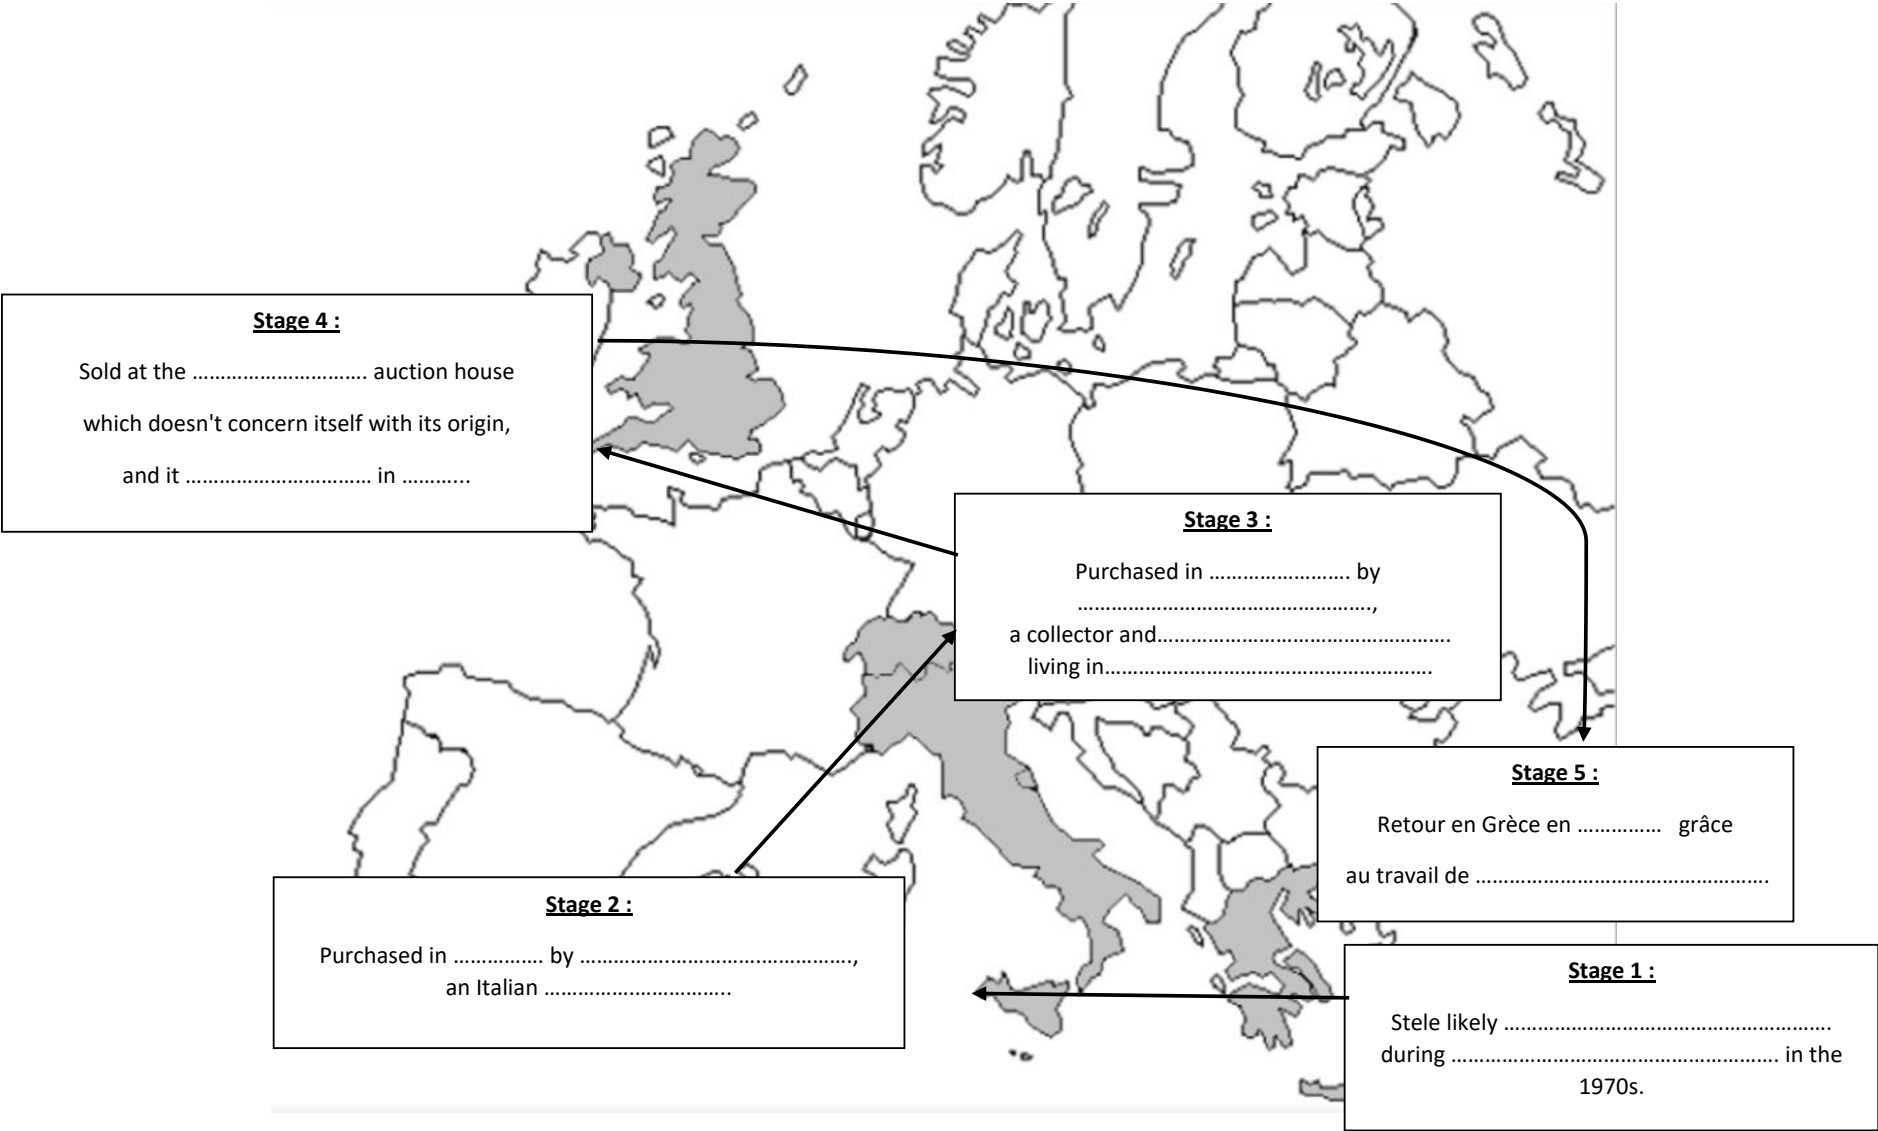 Stage 4 :
Sold at the …………………………. auction house
which doesn't concern itself with its origin,
and it …………………………… in ………...
Stage 3 :
Purchased in ……………………. by
…………………………………………….,
a collector and…………………………………………….
living in………………………………………………….
Stage 5 :
Retour en Grèce en …………… grâce
au travail de …………………………………………….
Stage 2 :
Purchased in ……………. by …………………………………………,
an Italian ……………………………..
Stage 1 :
Stele likely ………………………………………………….
during …………………………………………………. in the
1970s.